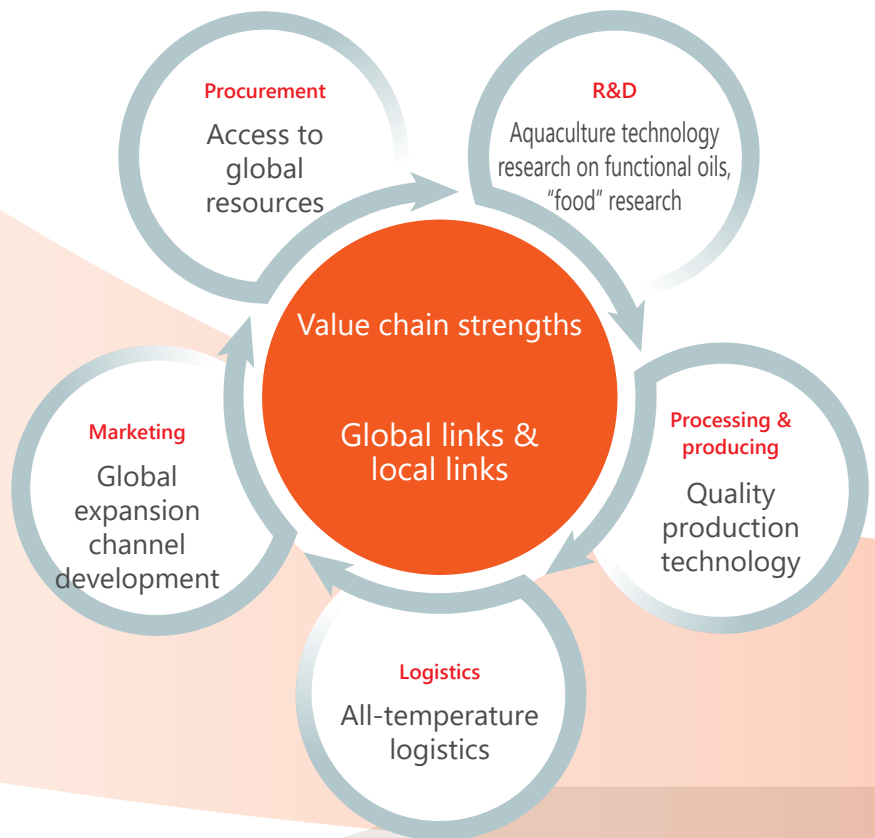 Procurement
Access to
global
resources
R&D
Aquaculture technology
research on functional oils,
“food” research
Value chain strengths
Global links &
local links
Processing &
producing
Quality
production
technology
Logistics
All-temperature
logistics
Marketing
Global
expansion
channel
development